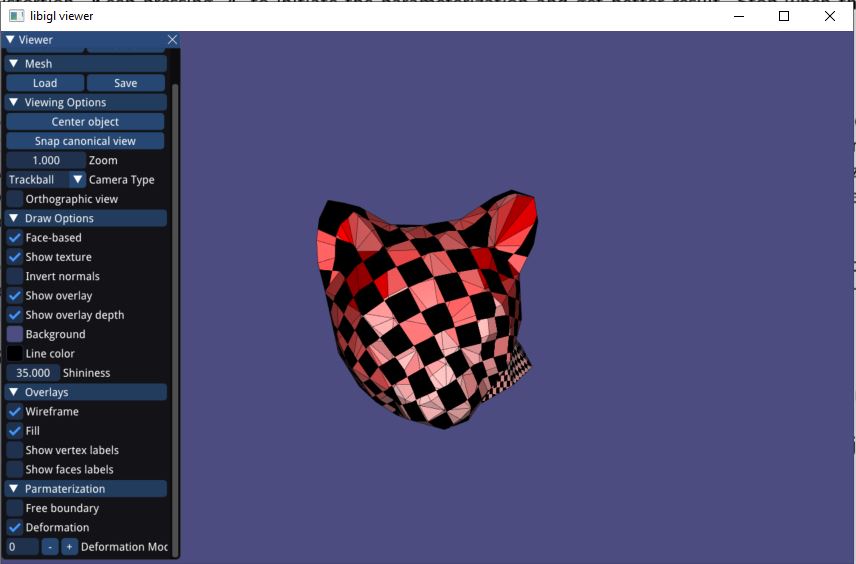 libigl viewer
Viewer
Mesh
Load Save
Viewing Options
Center object
Snap canonical view
1.000 Zoom
Trackball Camera Type
Orthographic view
Draw Options
Face-based
Show texture
Invert normals
Show overlay
Show overlay depth
Background
Line color
35.000 Shininess
Overlays
Wireframe
Fill
Show vertex labels
Show faces labels
Parmaterization
Free boundary
Deformation
0 - + Deformation Moc